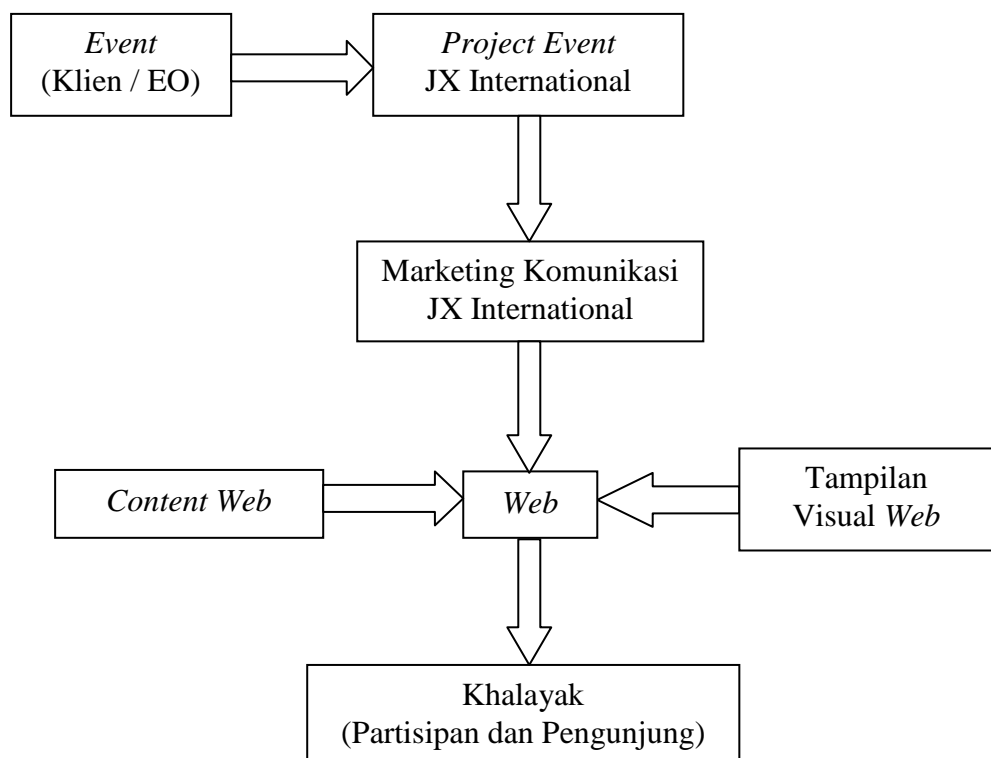 Event
(Klien / EO)
Project Event
JX International
Marketing Komunikasi
JX International
Content Web
Web
Tampilan
Visual Web
Khalayak
(Partisipan dan Pengunjung)